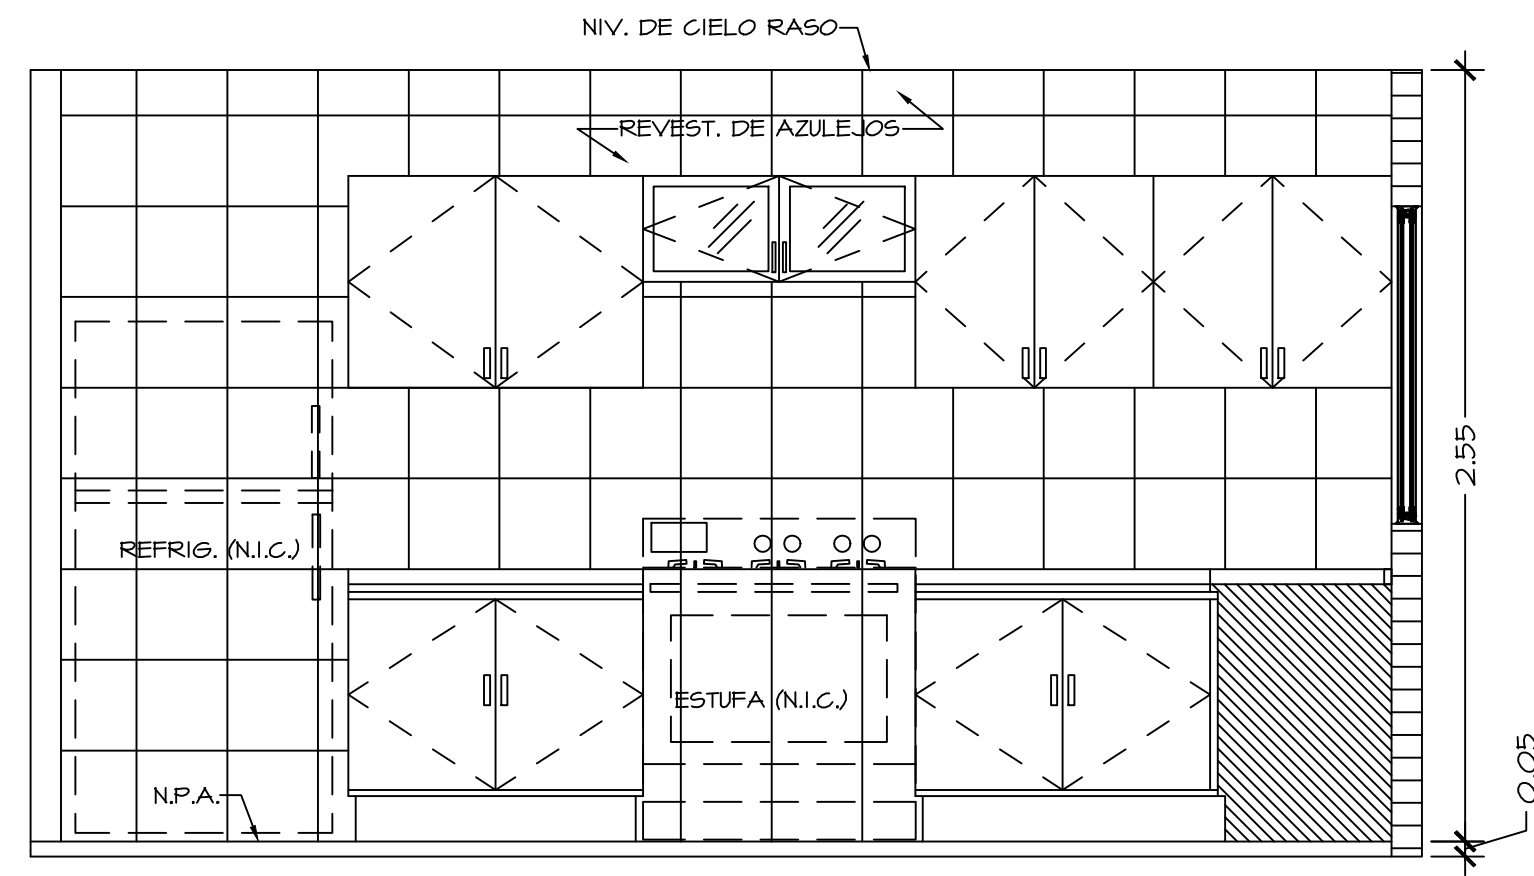 NIV. DE CIELO RASO
REVEST. DE AZULEJOS
2.55
REFRIG. (N.I.C.)
ESTUFA (N.I.C.)
N.P.A.
0.05